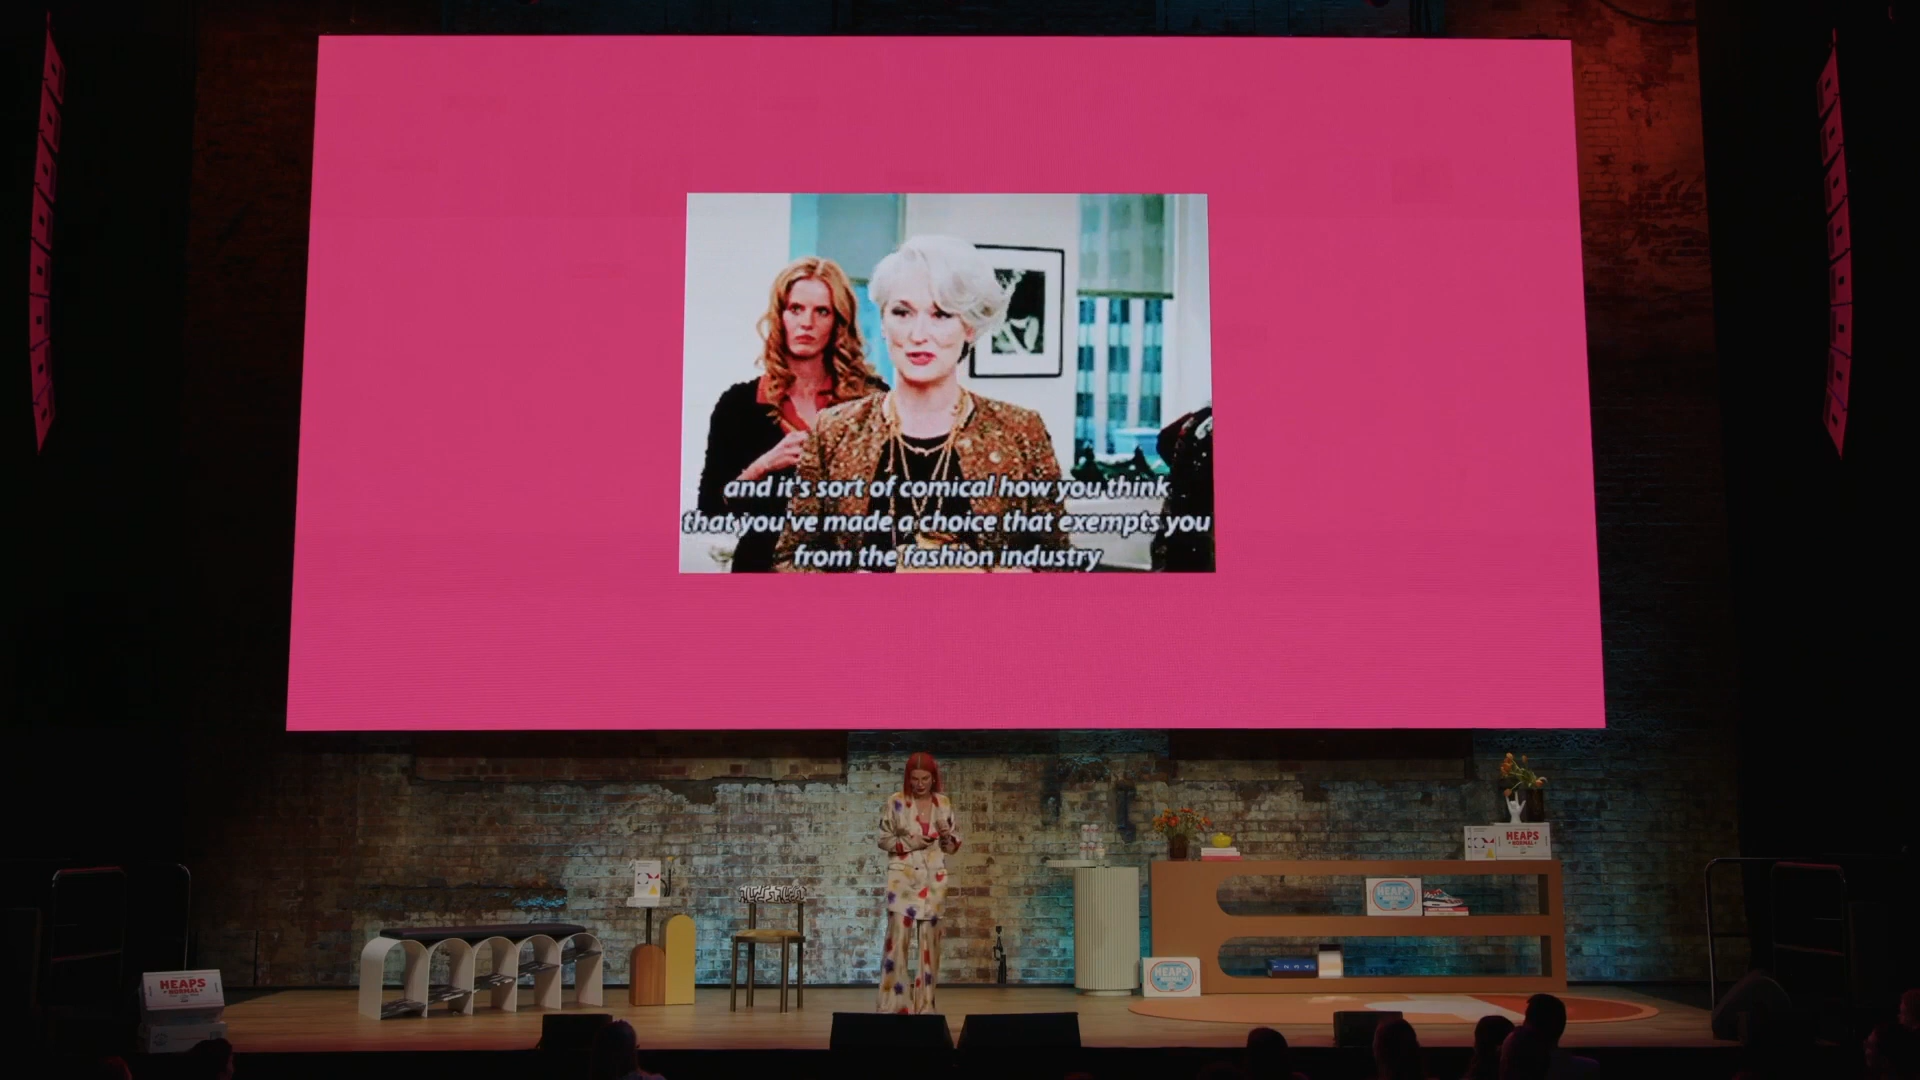 and it's sort of comical how you think
that you've made a choice that exempts you
from the fashion industry
HEAPS
NORMAL
HEAPS
HEAPS
HEAPS
NORMAL